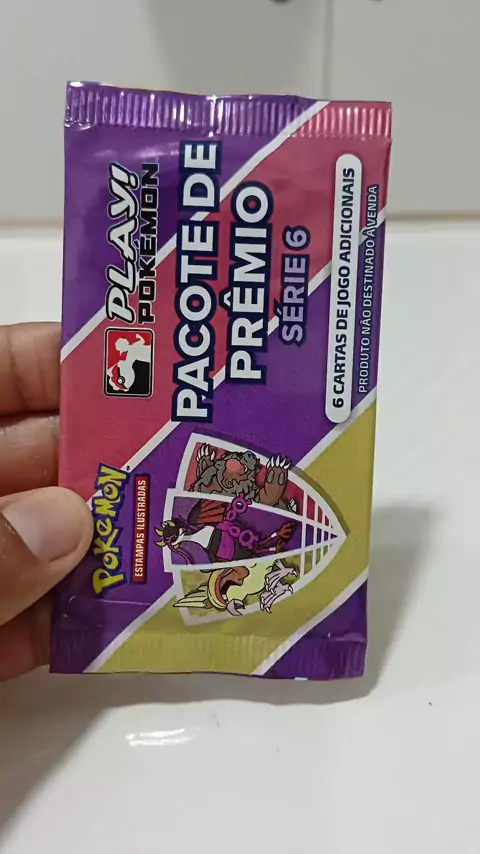 PLAY!
POKÉMON
PACOTE DE
PRÊMIO
SÉRIE 6
6 CARTAS DE JOGO ADICIONAIS
PRODUTO NÃO DESTINADO À VENDA
POKéMON
ESTAMPAS ILUSTRADAS